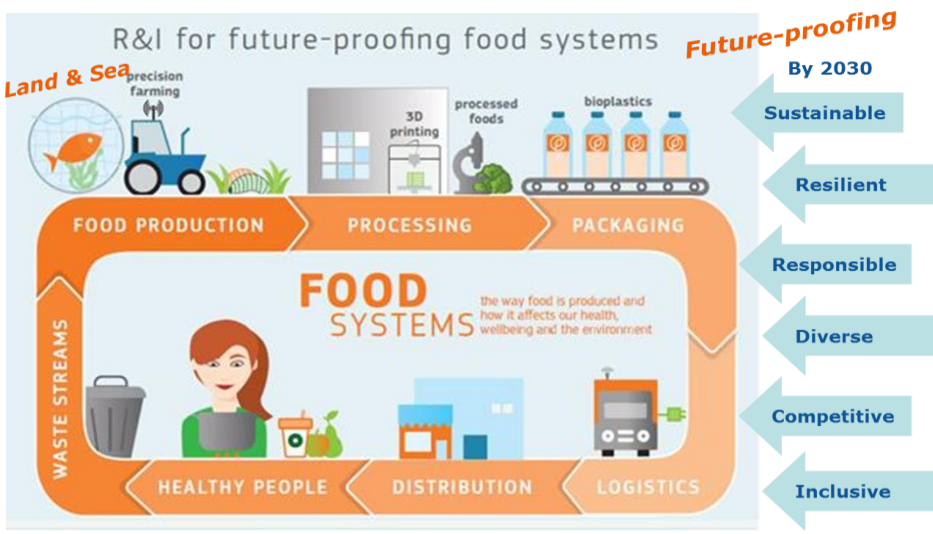 R&I for future-proofing food systems
Future-proofing
By 2030
Land & Sea
precision
farming
3D
printing
processed
foods
bioplastics
FOOD PRODUCTION
PROCESSING
PACKAGING
FOOD
SYSTEMS
the way food is produced and
how it affects our health,
wellbeing and the environment
WASTE STREAMS
HEALTHY PEOPLE
DISTRIBUTION
LOGISTICS
Sustainable
Resilient
Responsible
Diverse
Competitive
Inclusive